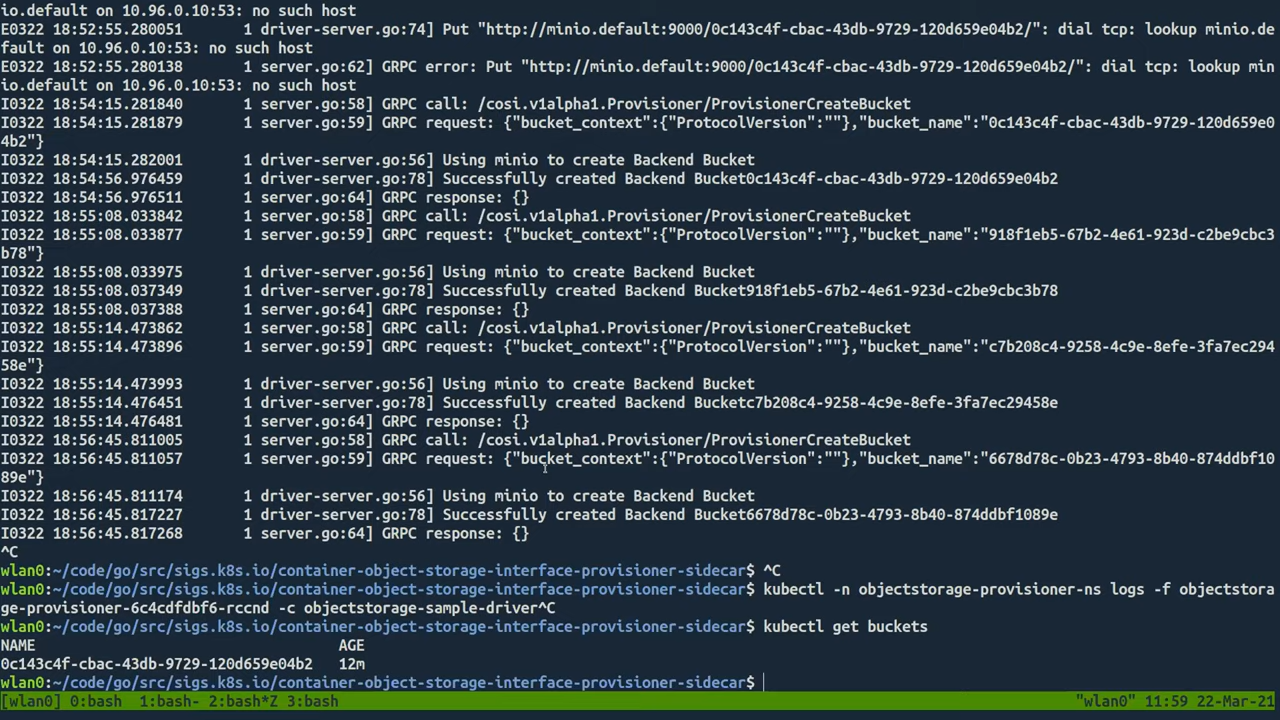 io.default on 10.96.0.10:53: no such host
E0322 18:52:55.280051       1 driver-server.go:74] Put "http://minio.default:9000/0c143c4f-cbac-43db-9729-120d659e04b2/": dial tcp: lookup minio.de
fault on 10.96.0.10:53: no such host
E0322 18:52:55.280138       1 server.go:62] GRPC error: Put "http://minio.default:9000/0c143c4f-cbac-43db-9729-120d659e04b2/": dial tcp: lookup min
io.default on 10.96.0.10:53: no such host
I0322 18:54:15.281840       1 server.go:58] GRPC call: /cosi.v1alpha1.Provisioner/ProvisionerCreateBucket
I0322 18:54:15.281879       1 server.go:59] GRPC request: {"bucket_context":{"ProtocolVersion":""},"bucket_name":"0c143c4f-cbac-43db-9729-120d659e0
4b2"}
I0322 18:54:15.282001       1 driver-server.go:56] Using minio to create Backend Bucket
I0322 18:54:56.976459       1 driver-server.go:78] Successfully created Backend Bucket0c143c4f-cbac-43db-9729-120d659e04b2
I0322 18:54:56.976511       1 server.go:64] GRPC response: {}
I0322 18:55:08.033842       1 server.go:58] GRPC call: /cosi.v1alpha1.Provisioner/ProvisionerCreateBucket
I0322 18:55:08.033877       1 server.go:59] GRPC request: {"bucket_context":{"ProtocolVersion":""},"bucket_name":"918f1eb5-67b2-4e61-923d-c2be9cbc3
b78"}
I0322 18:55:08.033975       1 driver-server.go:56] Using minio to create Backend Bucket
I0322 18:55:08.037349       1 driver-server.go:78] Successfully created Backend Bucket918f1eb5-67b2-4e61-923d-c2be9cbc3b78
I0322 18:55:08.037388       1 server.go:64] GRPC response: {}
I0322 18:55:14.473862       1 server.go:58] GRPC call: /cosi.v1alpha1.Provisioner/ProvisionerCreateBucket
I0322 18:55:14.473896       1 server.go:59] GRPC request: {"bucket_context":{"ProtocolVersion":""},"bucket_name":"c7b208c4-9258-4c9e-8efe-3fa7ec294
58e"}
I0322 18:55:14.473993       1 driver-server.go:56] Using minio to create Backend Bucket
I0322 18:55:14.476451       1 driver-server.go:78] Successfully created Backend Bucketc7b208c4-9258-4c9e-8efe-3fa7ec29458e
I0322 18:55:14.476481       1 server.go:64] GRPC response: {}
I0322 18:56:45.811005       1 server.go:58] GRPC call: /cosi.v1alpha1.Provisioner/ProvisionerCreateBucket
I0322 18:56:45.811057       1 server.go:59] GRPC request: {"bucket_context":{"ProtocolVersion":""},"bucket_name":"6678d78c-0b23-4793-8b40-874ddbf10
89e"}
I0322 18:56:45.811174       1 driver-server.go:56] Using minio to create Backend Bucket
I0322 18:56:45.817227       1 driver-server.go:78] Successfully created Backend Bucket6678d78c-0b23-4793-8b40-874ddbf1089e
I0322 18:56:45.817268       1 server.go:64] GRPC response: {}
^C
wlan0:~/code/go/src/sigs.k8s.io/container-object-storage-interface-provisioner-sidecar$ ^C
wlan0:~/code/go/src/sigs.k8s.io/container-object-storage-interface-provisioner-sidecar$ kubectl -n objectstorage-provisioner-ns logs -f objectstora
ge-provisioner-6c4cdfdbf6-rccnd -c objectstorage-sample-driver^C
wlan0:~/code/go/src/sigs.k8s.io/container-object-storage-interface-provisioner-sidecar$ kubectl get buckets
NAME                                   AGE
0c143c4f-cbac-43db-9729-120d659e04b2   12m
wlan0:~/code/go/src/sigs.k8s.io/container-object-storage-interface-provisioner-sidecar$
[wlan0] 0:bash  1:bash- 2:bash*Z 3:bash "wlan0" 11:59 22-Mar-21